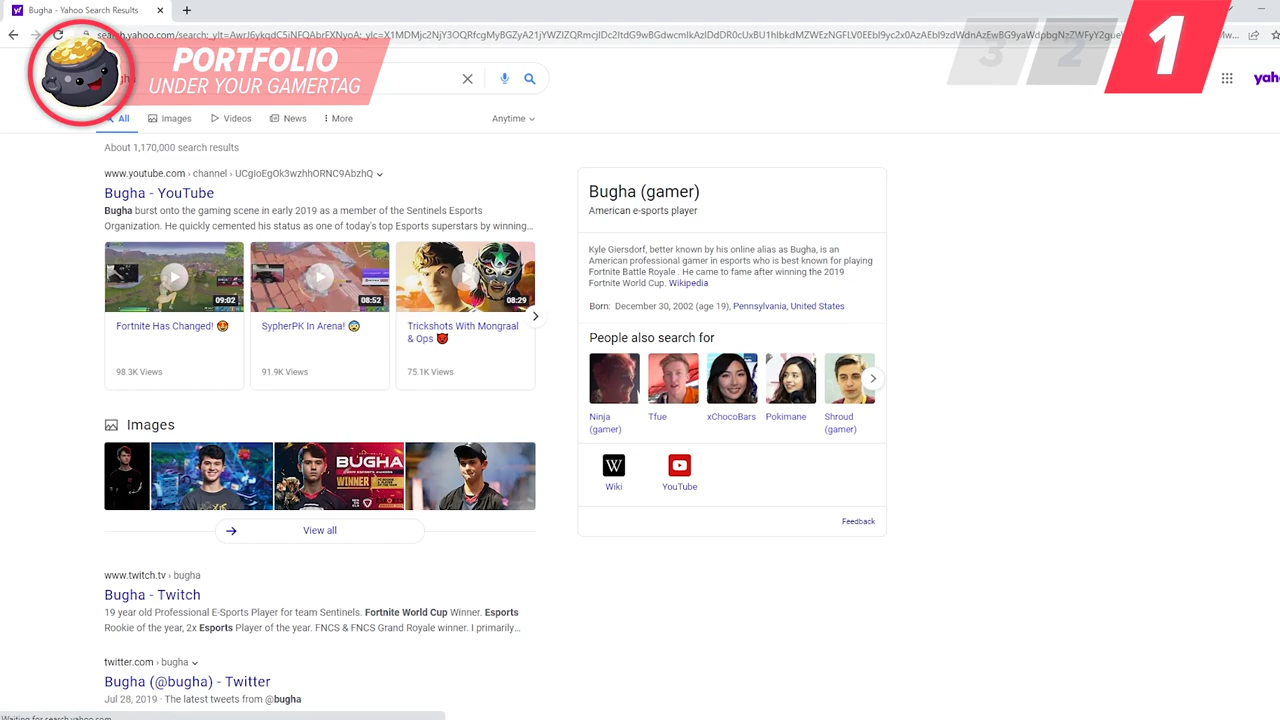 Bugha - Yahoo Search Results
PORTFOLIO
UNDER YOUR GAMERTAG
3 2 1
All Images Videos News More Anytime
About 1,170,000 search results
www.youtube.com › channel › UCgIoEgOk3wzhhORNC9AbzhQ
Bugha - YouTube
Bugha burst onto the gaming scene in early 2019 as a member of the Sentinels Esports
Organization. He quickly cemented his status as one of today's top Esports superstars by winning...
09:02 08:52 08:29
Fortnite Has Changed!
98.3K Views
SypherPK In Arena!
91.9K Views
Trickshots With Mongraal
& Ops
75.1K Views
Images
BUGHA
WINNER
View all
www.twitch.tv › bugha
Bugha - Twitch
19 year old Professional E-Sports Player for team Sentinels. Fortnite World Cup Winner. Esports
Rookie of the year, 2x Esports Player of the year. FNCS & FNCS Grand Royale winner. I primarily...
twitter.com › bugha
Bugha (@bugha) - Twitter
Jul 28, 2019 · The latest tweets from @bugha
Bugha (gamer)
American e-sports player
Kyle Giersdorf, better known by his online alias as Bugha, is an
American professional gamer in esports who is best known for playing
Fortnite Battle Royale . He came to fame after winning the 2019
Fortnite World Cup. Wikipedia
Born: December 30, 2002 (age 19), Pennsylvania, United States
People also search for
Ninja
(gamer)
Tfue
xChocoBars
Pokimane
Shroud
(gamer)
W
Wiki
YouTube
Feedback